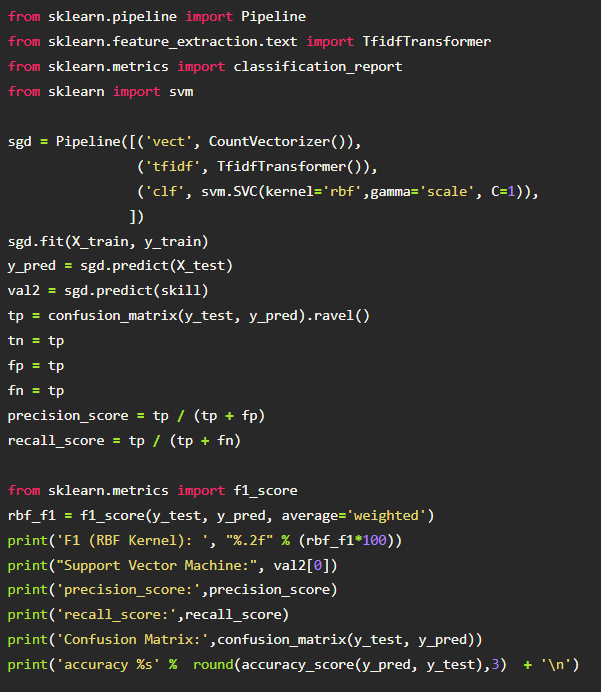 from sklearn.pipeline import Pipeline
from sklearn.feature_extraction.text import TfidfTransformer
from sklearn.metrics import classification_report
from sklearn import svm

sgd = Pipeline([('vect', CountVectorizer()),
                ('tfidf', TfidfTransformer()),
                ('clf', svm.SVC(kernel='rbf',gamma='scale', C=1)),
               ])
sgd.fit(X_train, y_train)
y_pred = sgd.predict(X_test)
val2 = sgd.predict(skill)
tp = confusion_matrix(y_test, y_pred).ravel()
tn = tp
fp = tp
fn = tp
precision_score = tp / (tp + fp)
recall_score = tp / (tp + fn)

from sklearn.metrics import f1_score
rbf_f1 = f1_score(y_test, y_pred, average='weighted')
print('F1 (RBF Kernel): ', "%.2f" % (rbf_f1*100))
print("Support Vector Machine:", val2[0])
print('precision_score:',precision_score)
print('recall_score:',recall_score)
print('Confusion Matrix:',confusion_matrix(y_test, y_pred))
print('accuracy %s' %  round(accuracy_score(y_pred, y_test),3)  + '\n')